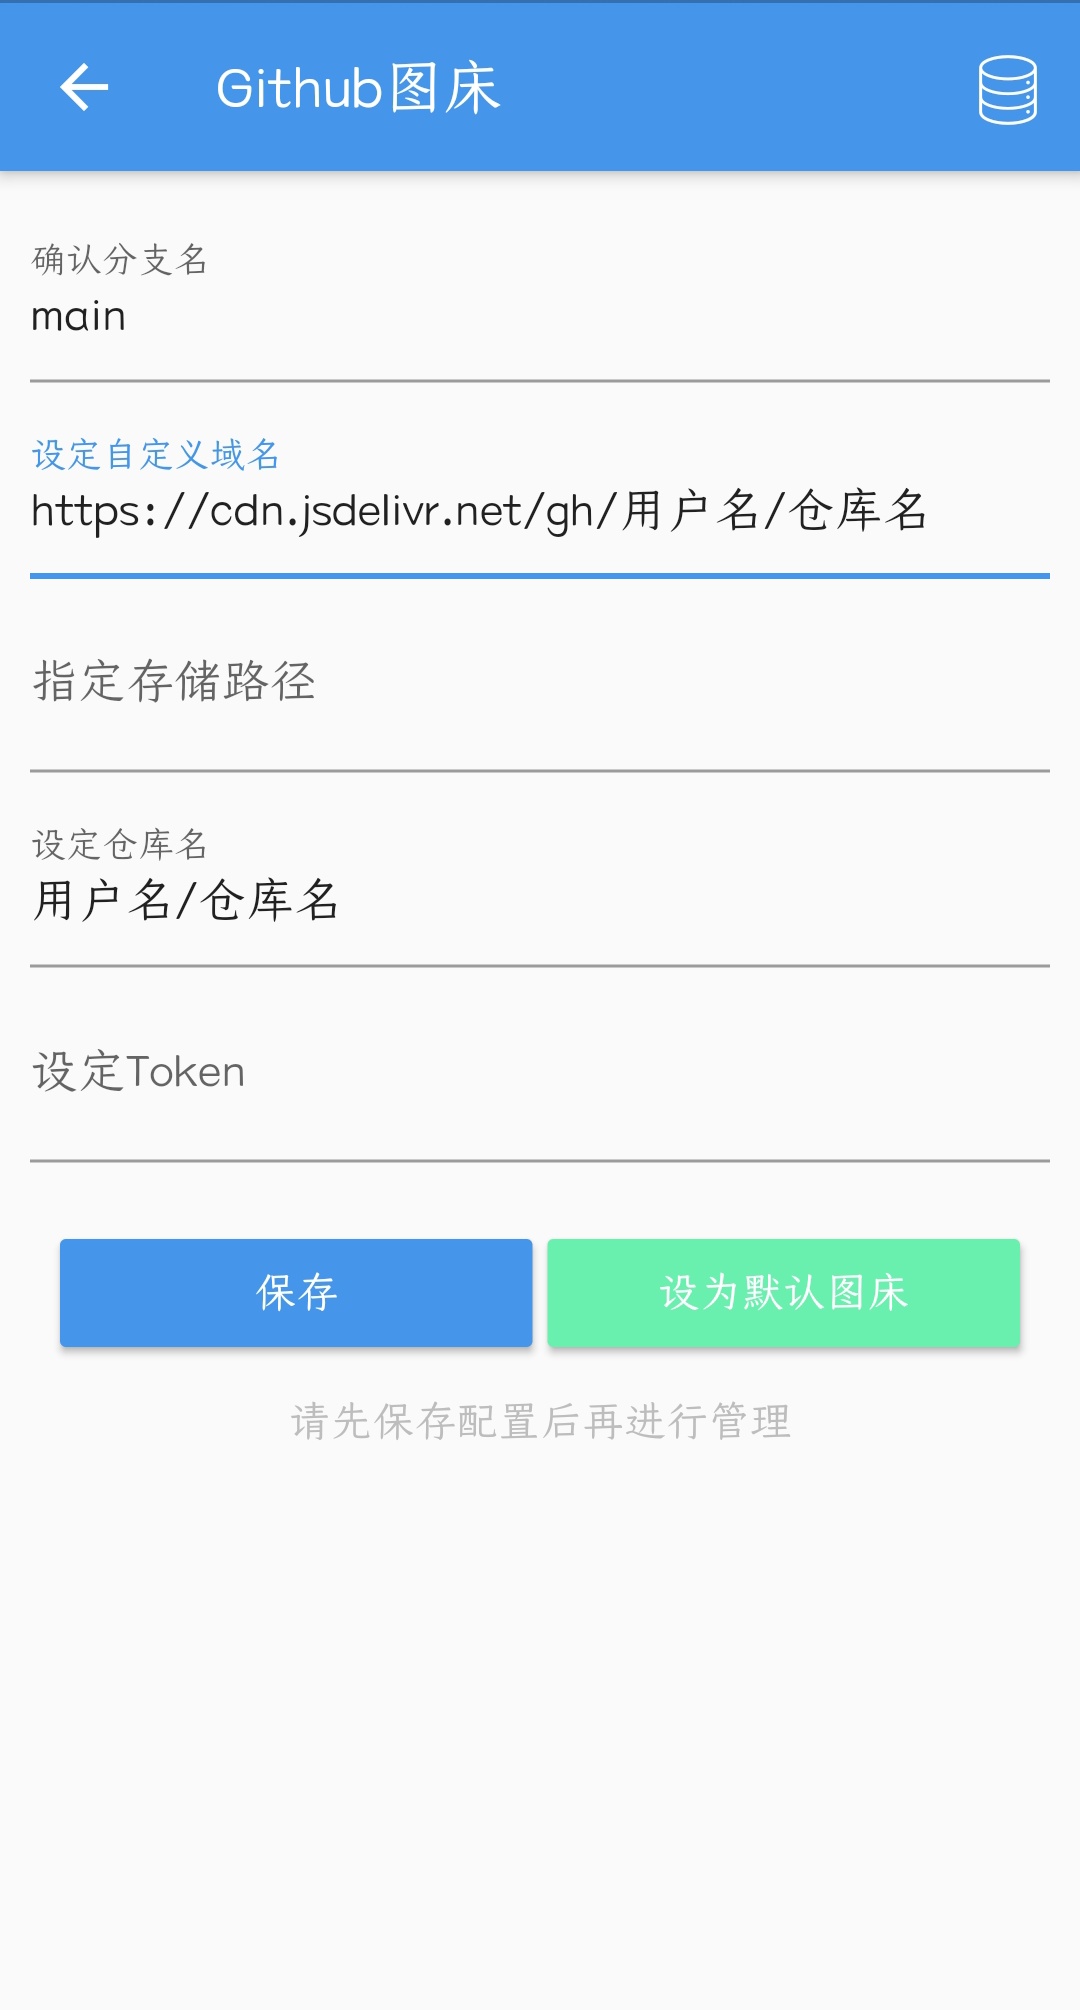 Github图床
确认分支名
main
设定自定义域名
https://cdn.jsdelivr.net/gh/用户名/仓库名
指定存储路径
设定仓库名
用户名/仓库名
设定Token
保存
设为默认图床
请先保存配置后再进行管理